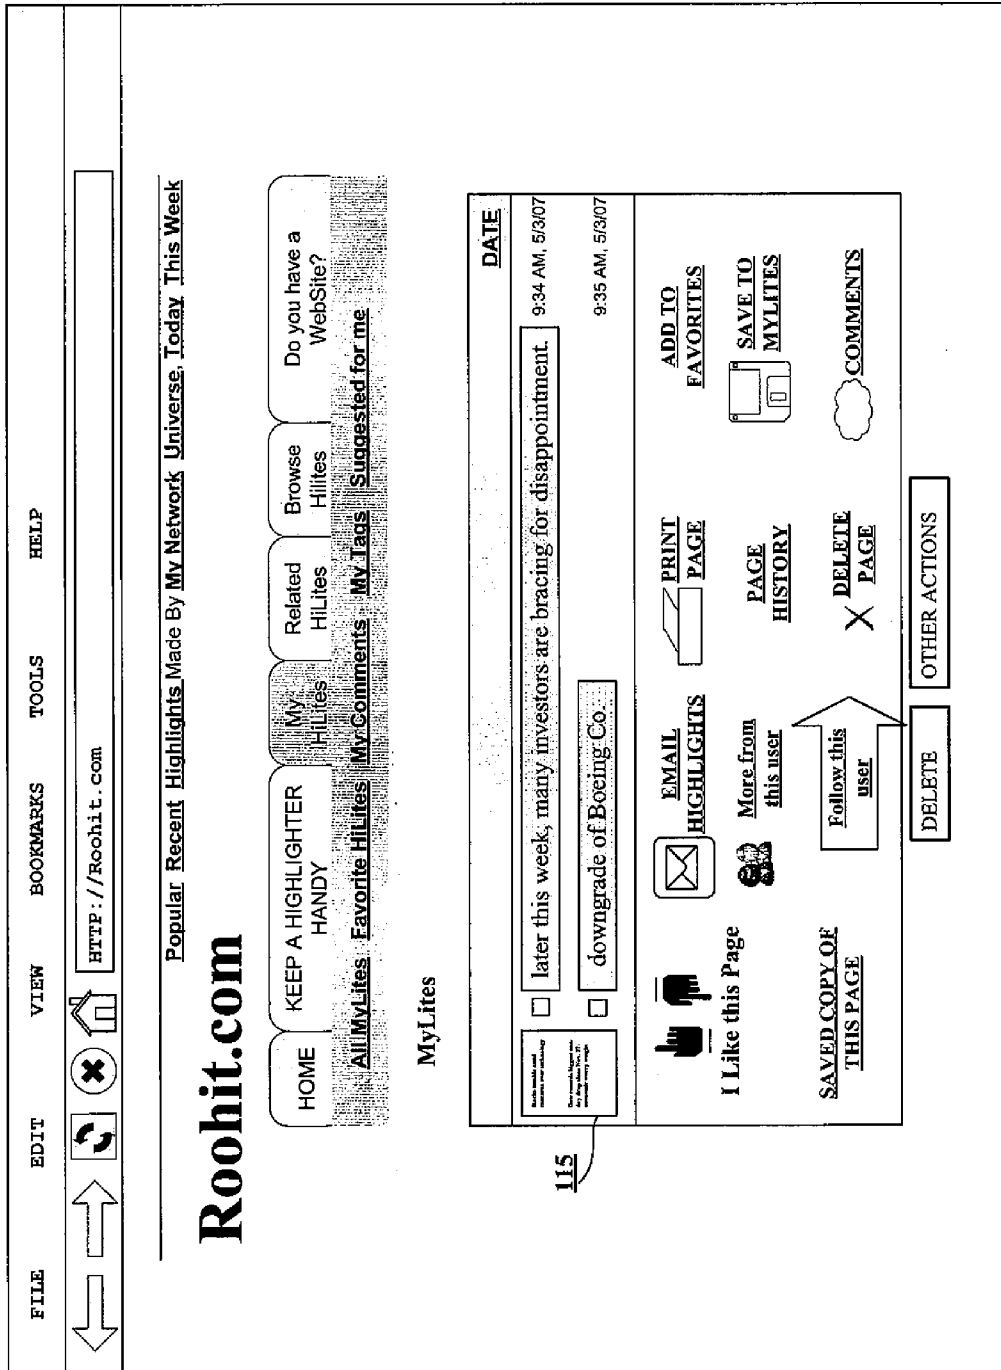 FILE EDIT VIEW BOOKMARKS TOOLS HELP
HTTP://Roohit.com
Popular Recent Highlights Made By My Network Universe, Today This Week
Roohit.com
HOME
KEEP A HIGHLIGHTER
HANDY
My
HiLites
Related
HiLites
Browse
Hilites
Do you have a
WebSite?
All MyLites Favorite HiLites My Comments My Tags Suggested for me
MyLites
DATE
later this week, many investors are bracing for disappointment. 9:34 AM, 5/3/07
downgrade of Boeing Co. 9:35 AM, 5/3/07
115
I Like this Page
EMAIL
HIGHLIGHTS
PRINT
PAGE
ADD TO
FAVORITES
More from
this user
PAGE
HISTORY
SAVE TO
MYLITES
SAVED COPY OF
THIS PAGE
Follow this
user
X DELETE
PAGE
COMMENTS
DELETE
OTHER ACTIONS